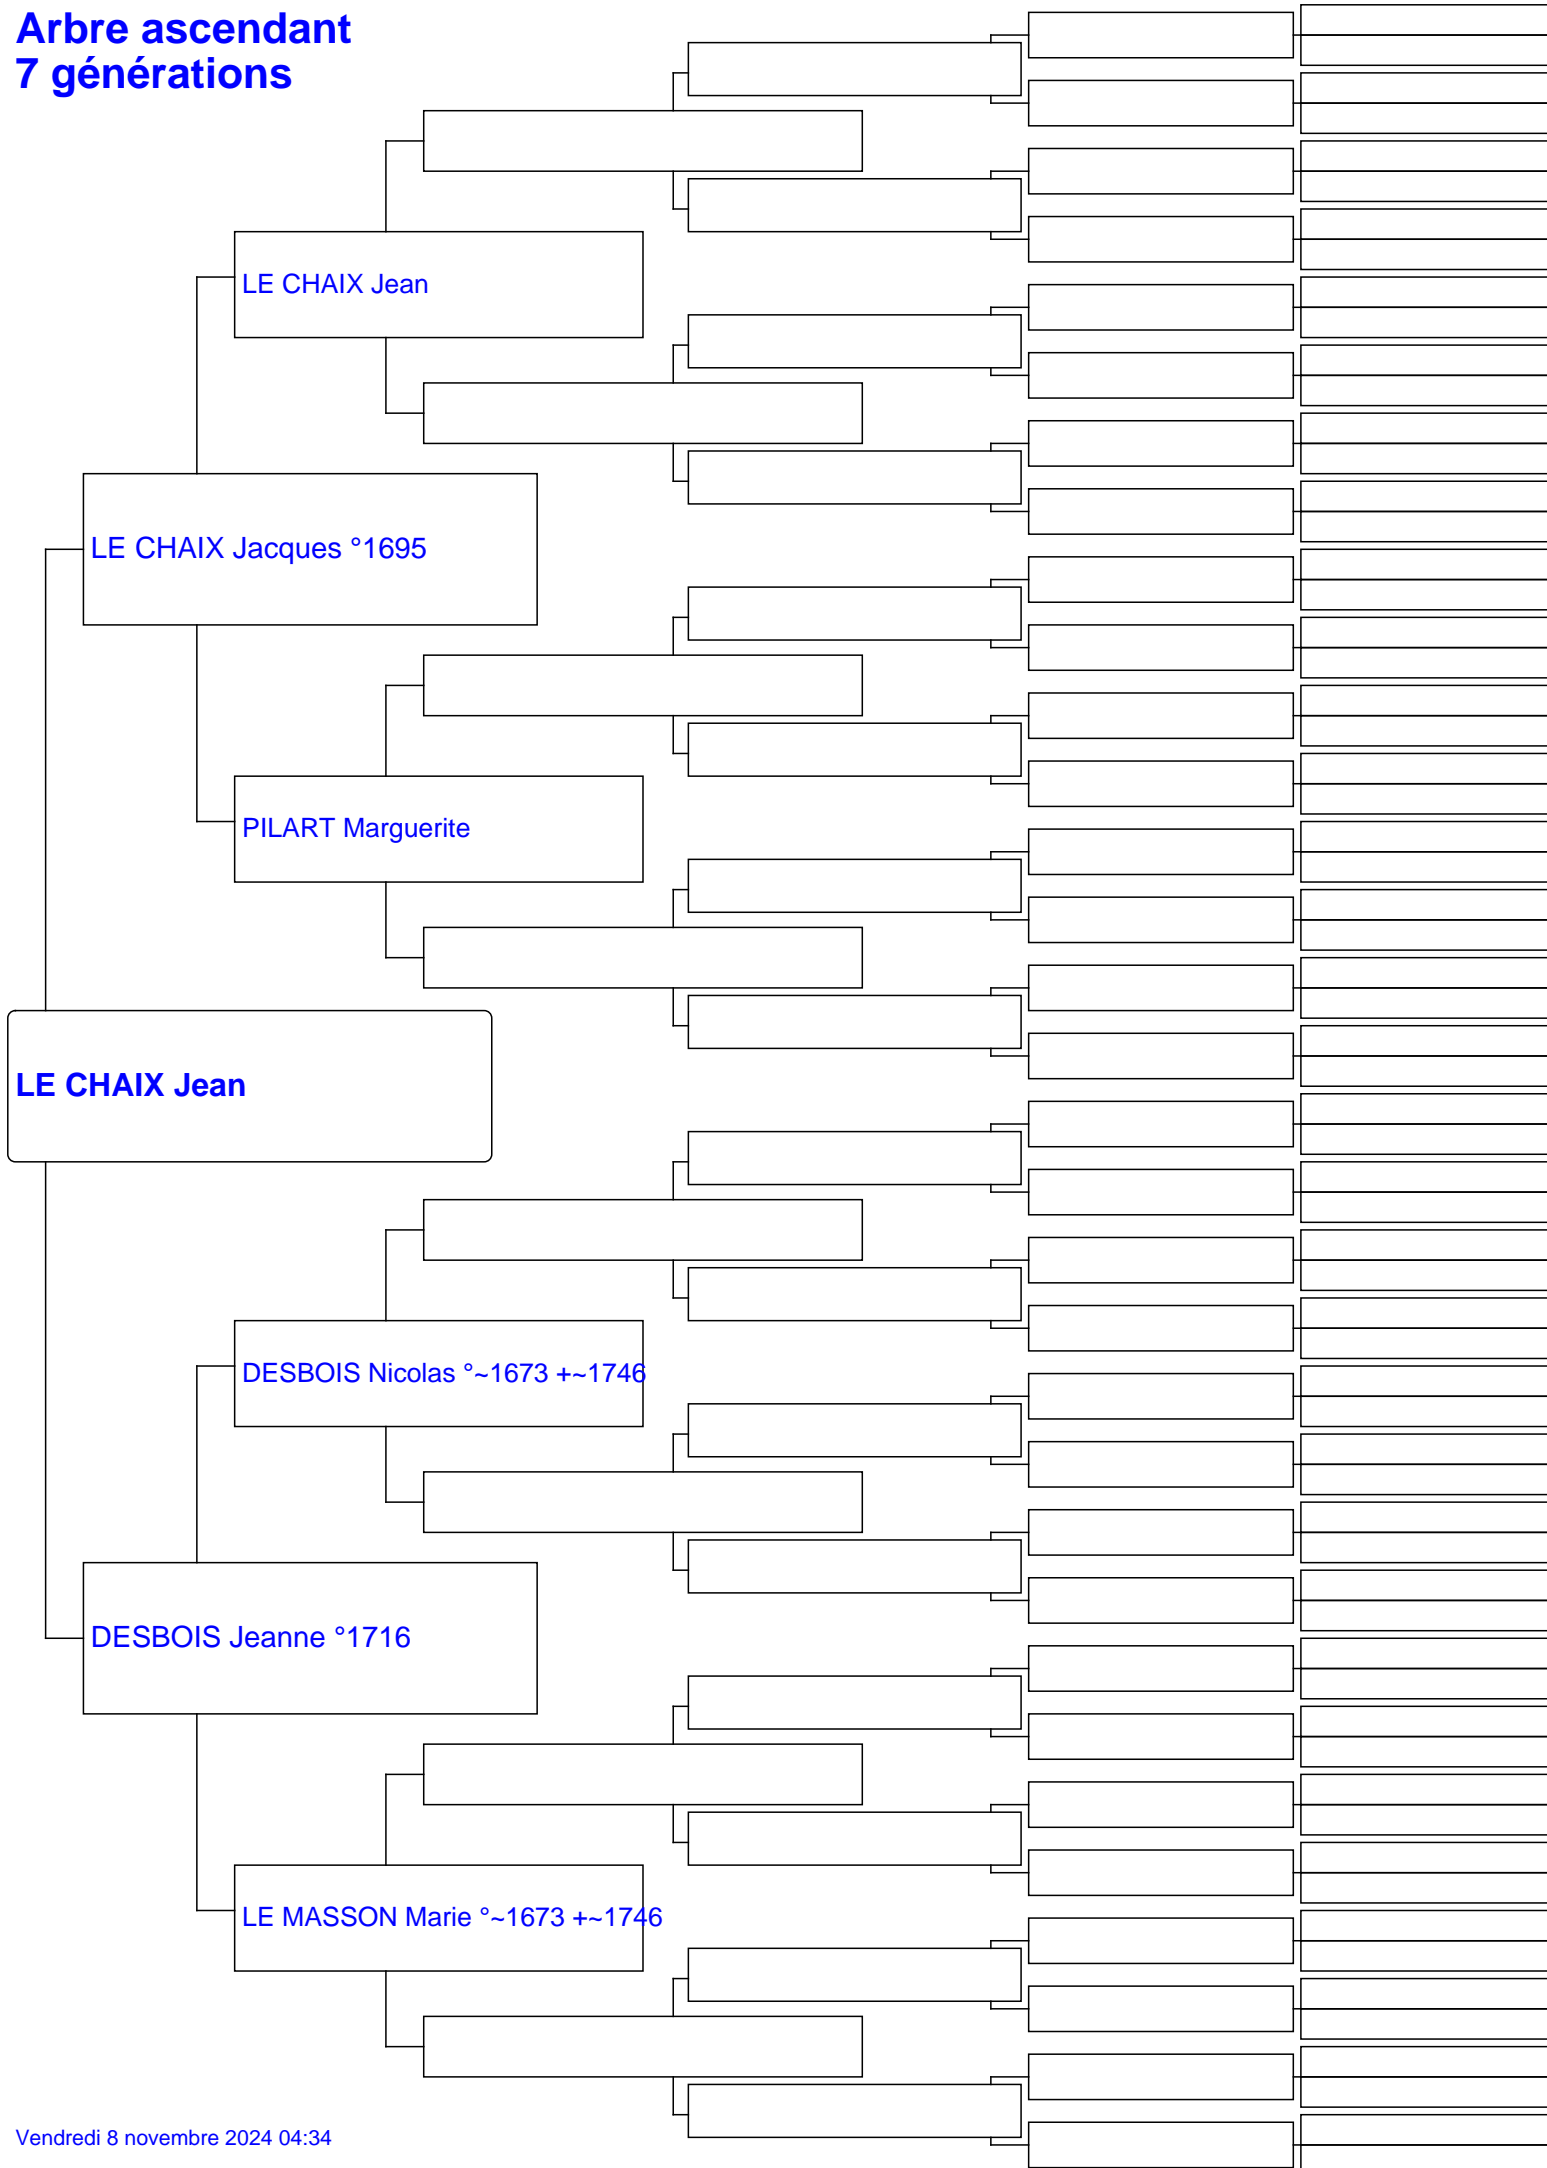 Arbre ascendant
7 générations
LE CHAIX Jean
LE CHAIX Jacques °1695
PILART Marguerite
LE CHAIX Jean
DESBOIS Nicolas °~1673 +~1746
DESBOIS Jeanne °1716
LE MASSON Marie °~1673 +~1746
Vendredi 8 novembre 2024 04:34